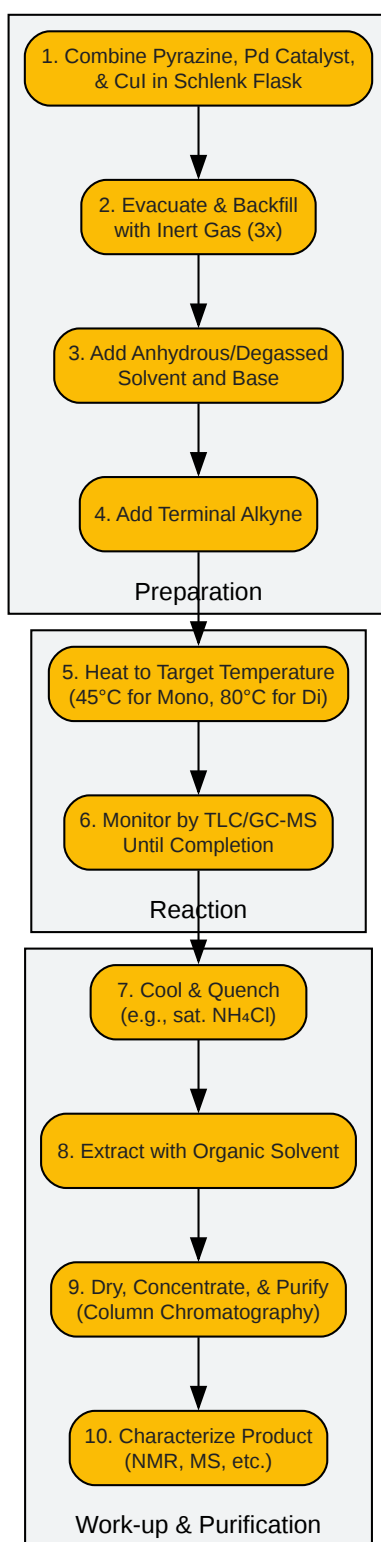 1. Combine Pyrazine, Pd Catalyst,
& CuI in Schlenk Flask
2. Evacuate & Backfill
with Inert Gas (3x)
3. Add Anhydrous/Degassed
Solvent and Base
4. Add Terminal Alkyne
Preparation
5. Heat to Target Temperature
(45°C for Mono, 80°C for Di)
6. Monitor by TLC/GC-MS
Until Completion
Reaction
7. Cool & Quench
(e.g., sat. NH₄Cl)
8. Extract with Organic Solvent
9. Dry, Concentrate, & Purify
(Column Chromatography)
10. Characterize Product
(NMR, MS, etc.)
Work-up & Purification